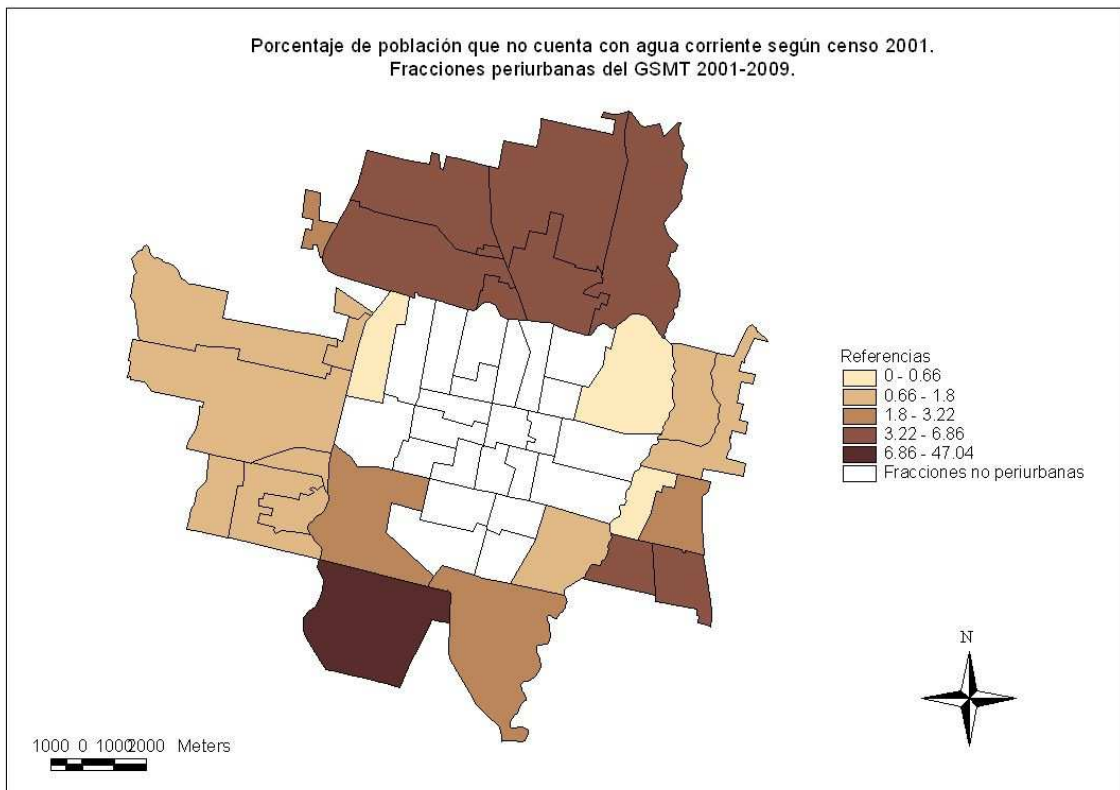 Porcentaje de población que no cuenta con agua corriente según censo 2001.
Fracciones periurbanas del GSMT 2001-2009.
Referencias
0 - 0.66
0.66 - 1.8
1.8 - 3.22
3.22 - 6.86
6.86 - 47.04
Fracciones no periurbanas
N
1000 0 1000 2000 Meters